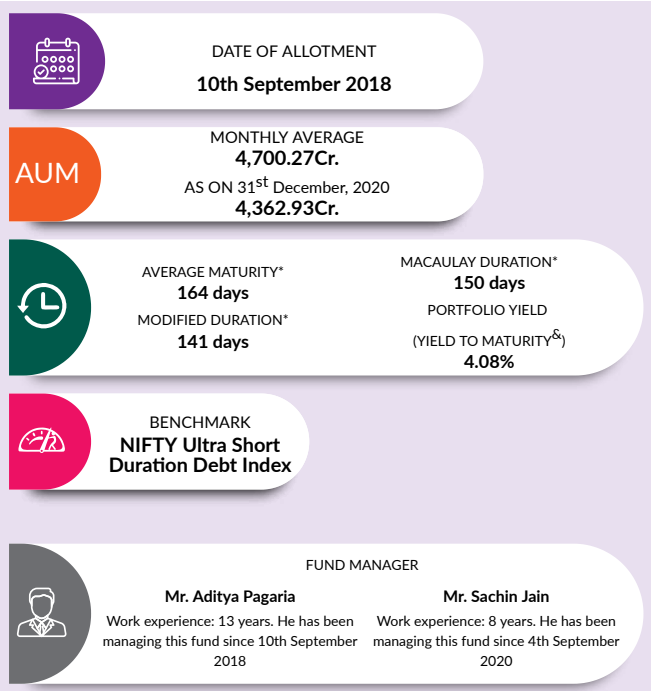 DATE OF ALLOTMENT
10th September 2018
AUM
MONTHLY AVERAGE
4,700.27Cr.
AS ON 31st December, 2020
4,362.93Cr.
AVERAGE MATURITY*
164 days
MODIFIED DURATION*
141 days
MACAULAY DURATION*
150 days
PORTFOLIO YIELD
(YIELD TO MATURITY&)
4.08%
BENCHMARK
NIFTY Ultra Short
Duration Debt Index
FUND MANAGER
Mr. Aditya Pagaria
Work experience: 13 years. He has been
managing this fund since 10th September
2018
Mr. Sachin Jain
Work experience: 8 years. He has been
managing this fund since 4th September
2020